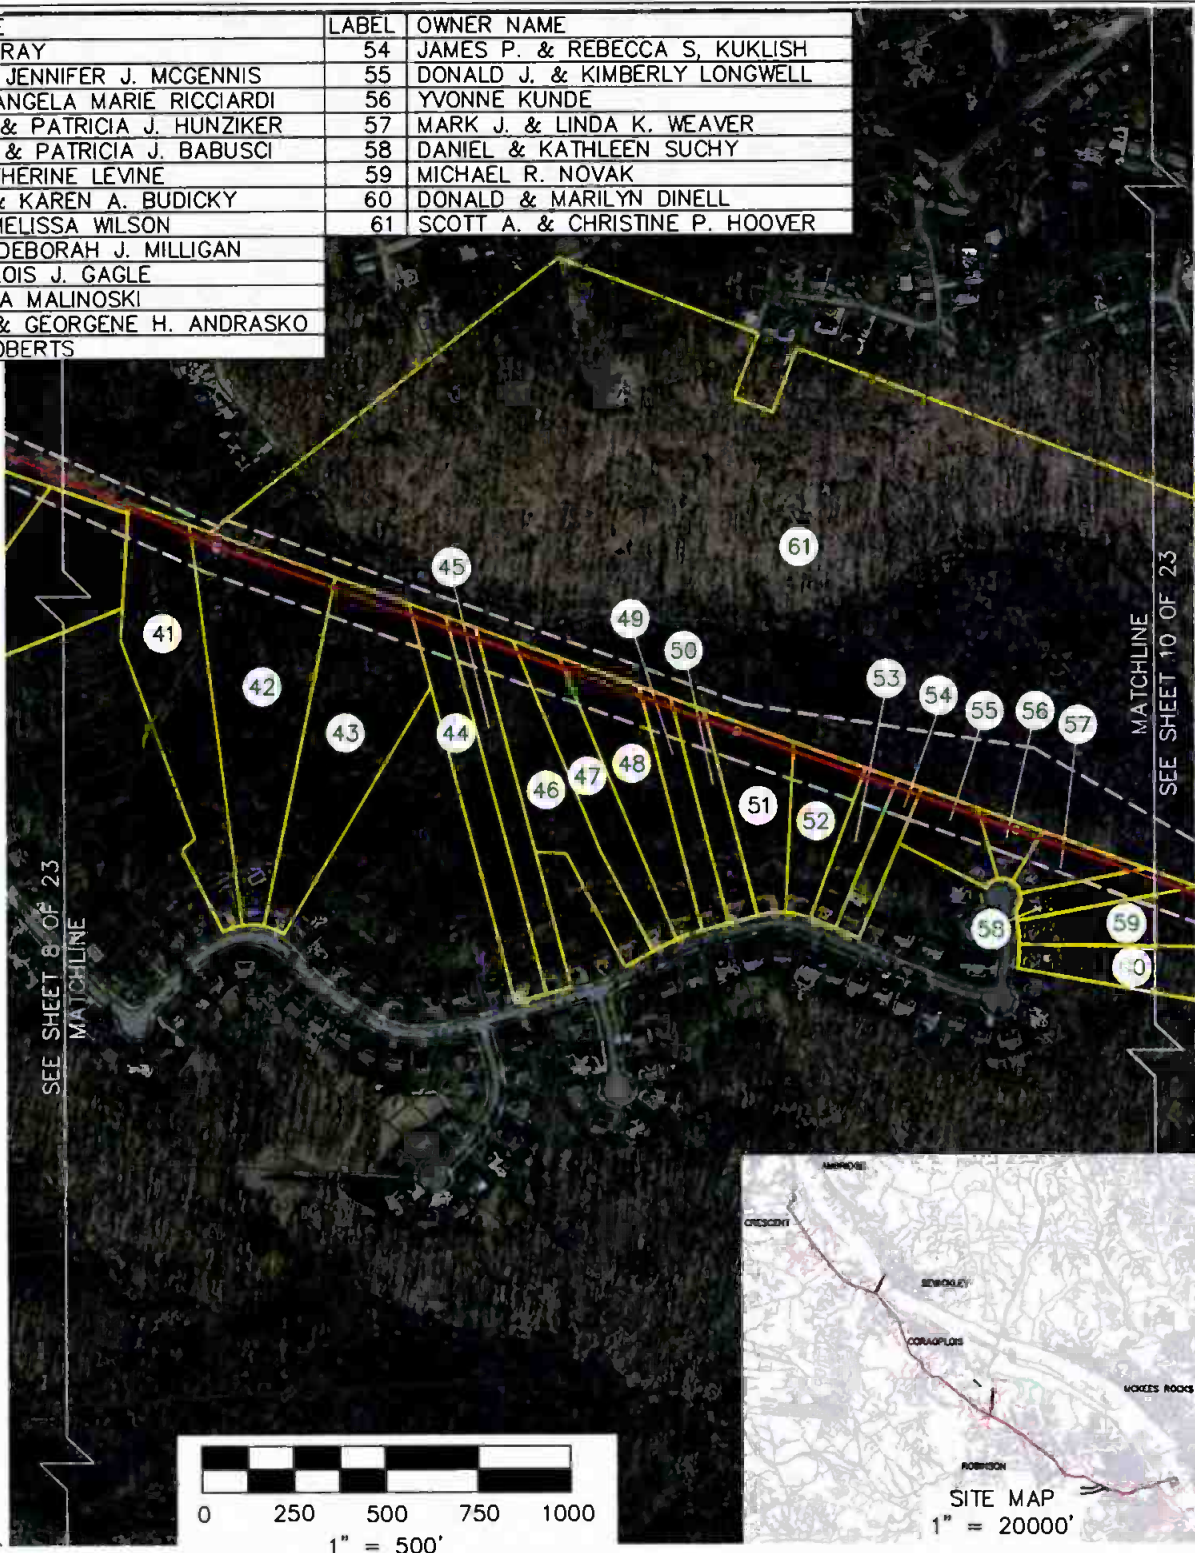 E LABEL OWNER NAME
RAY 54 JAMES P. & REBECCA S, KUKLISH
JENNIFER J. MCGENNIS 55 DONALD J. & KIMBERLY LONGWELL
ANGELA MARIE RICCIARDI 56 YVONNE KUNDE
& PATRICIA J. HUNZIKER 57 MARK J. & LINDA K. WEAVER
& PATRICIA J. BABUSCI 58 DANIEL & KATHLEEN SUCHY
HERINE LEVINE 59 MICHAEL R. NOVAK
& KAREN A. BUDICKY 60 DONALD & MARILYN DINELL
MELISSA WILSON 61 SCOTT A. & CHRISTINE P. HOOVER
DEBORAH J. MILLIGAN
OIS J. GAGLE
A MALINOSKI
& GEORGENE H. ANDRASKO
OBERTS
61
45
49
50
41
42
43
44
46
47
48
51
52
53
54
55
56
57
58
59
0
MATCHLINE
SEE SHEET 10 OF 23
SEE SHEET 8 OF 23
MATCHLINE
AMBRIDGE
CRESCENT
SEWICKLEY
CORAOPLOIS
MCKEES ROCKS
ROBINSON
SITE MAP
1" = 20000'
0 250 500 750 1000
1" = 500'